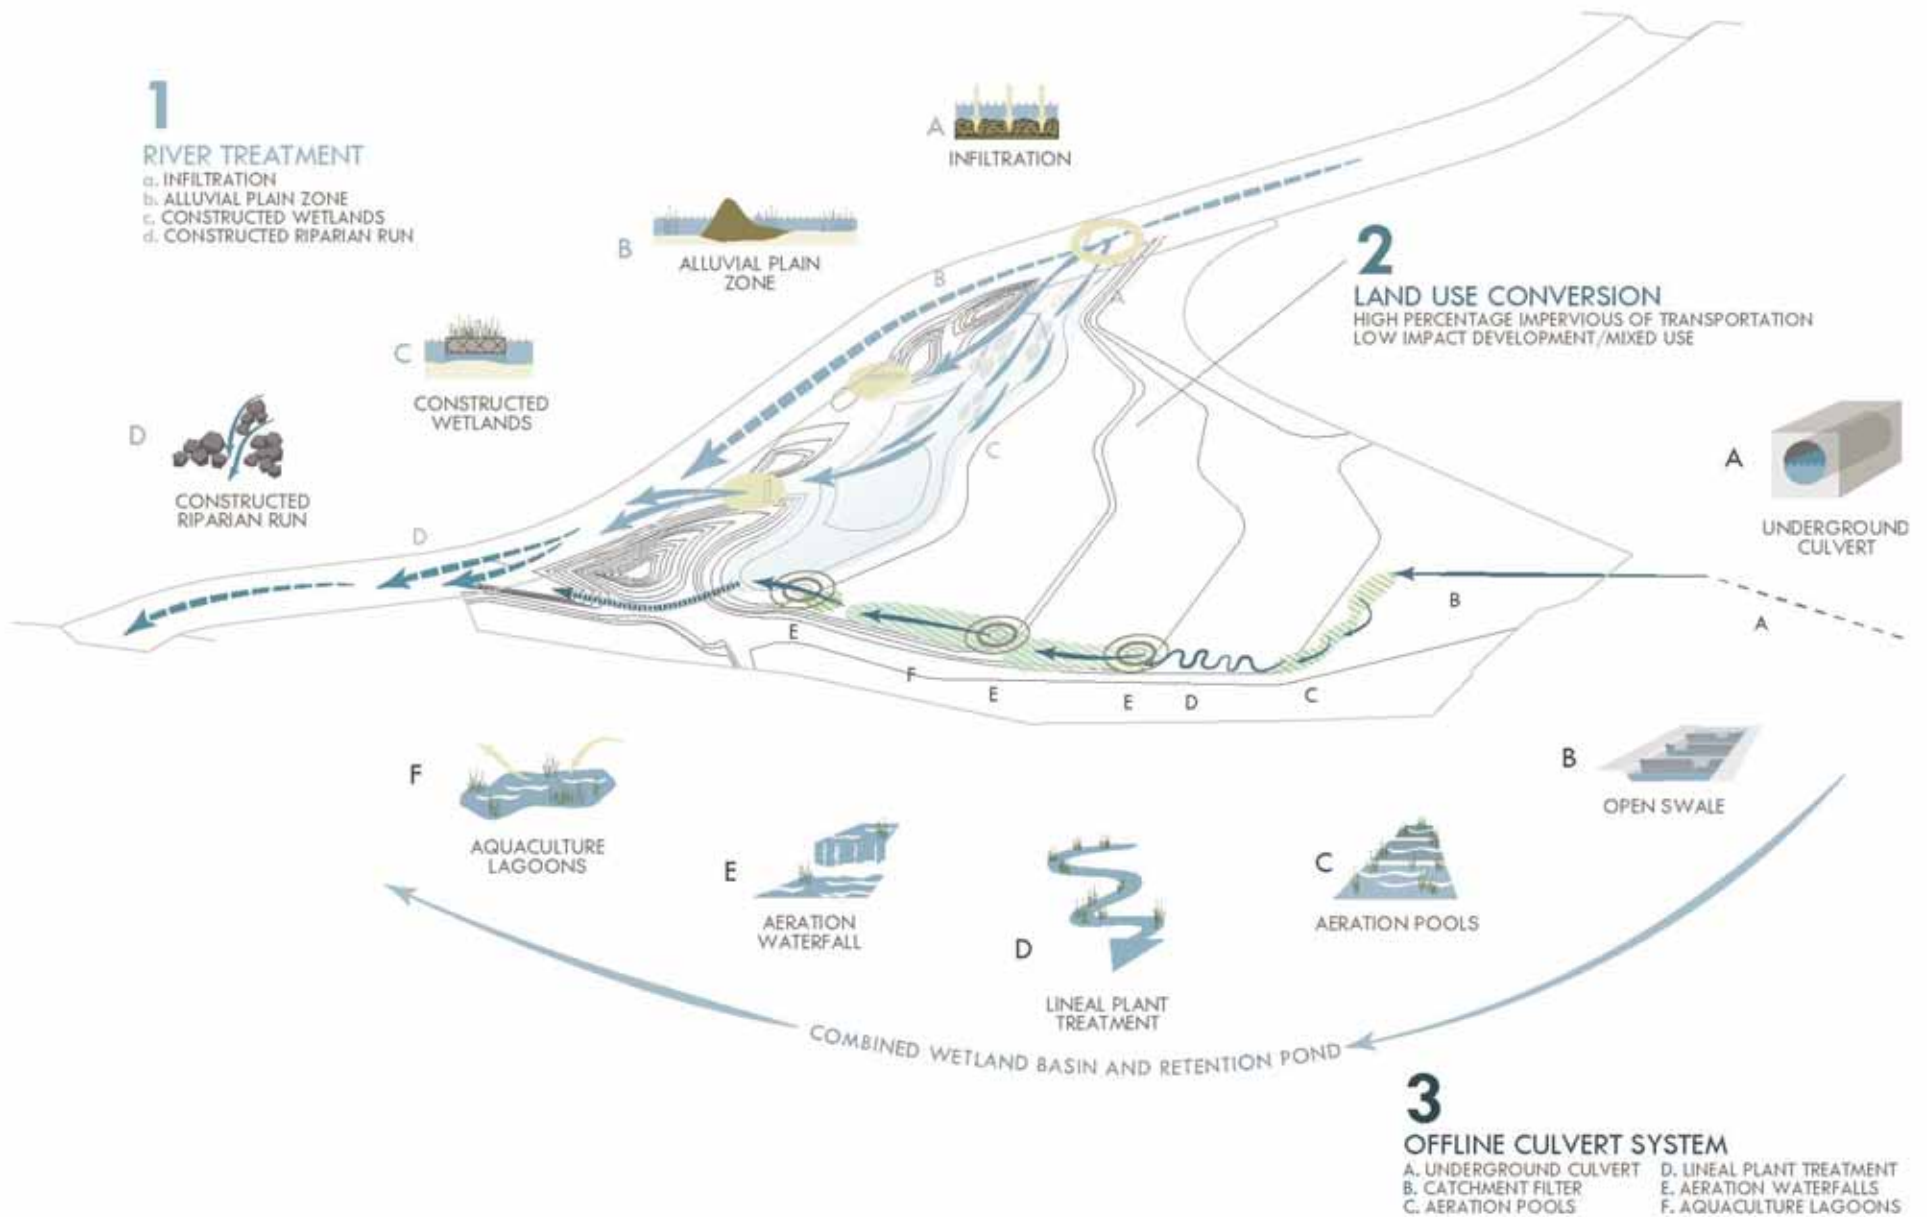 1
RIVER TREATMENT
a. INFILTRATION
b. ALLUVIAL PLAIN ZONE
c. CONSTRUCTED WETLANDS
d. CONSTRUCTED RIPARIAN RUN
A
INFILTRATION
B
ALLUVIAL PLAIN
ZONE
C
CONSTRUCTED
WETLANDS
D
CONSTRUCTED
RIPARIAN RUN
2
LAND USE CONVERSION
HIGH PERCENTAGE IMPERVIOUS OF TRANSPORTATION
LOW IMPACT DEVELOPMENT/MIXED USE
B
A
C
D
A
UNDERGROUND
CULVERT
B
A
E
F
E
E
D
C
F
AQUACULTURE
LAGOONS
E
AERATION
WATERFALL
D
LINEAL PLANT
TREATMENT
C
AERATION POOLS
B
OPEN SWALE
COMBINED WETLAND BASIN AND RETENTION POND
3
OFFLINE CULVERT SYSTEM
A. UNDERGROUND CULVERT
B. CATCHMENT FILTER
C. AERATION POOLS
D. LINEAL PLANT TREATMENT
E. AERATION WATERFALLS
F. AQUACULTURE LAGOONS